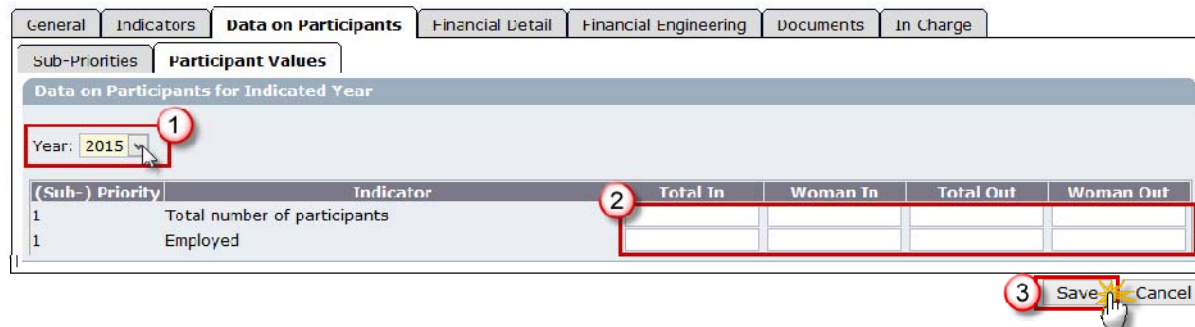 General Indicators Data on Participants Financial Detail Financial Engineering Documents In Charge
Sub-Priorities Participant Values
Data on Participants for Indicated Year
1
Year: 2015
(Sub-) Priority Indicator Total In Woman In Total Out Woman Out
2
1 Total number of participants
1 Employed
3 Save Cancel